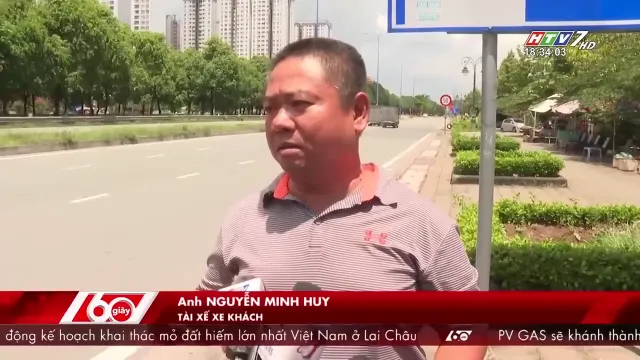 HTV7 HD
18:34:03
60 giây
Anh NGUYỄN MINH HUY
TÀI XẾ XE KHÁCH
động kế hoạch khai thác mỏ đất hiếm lớn nhất Việt Nam ở Lai Châu 60 PV GAS sẽ khánh thành